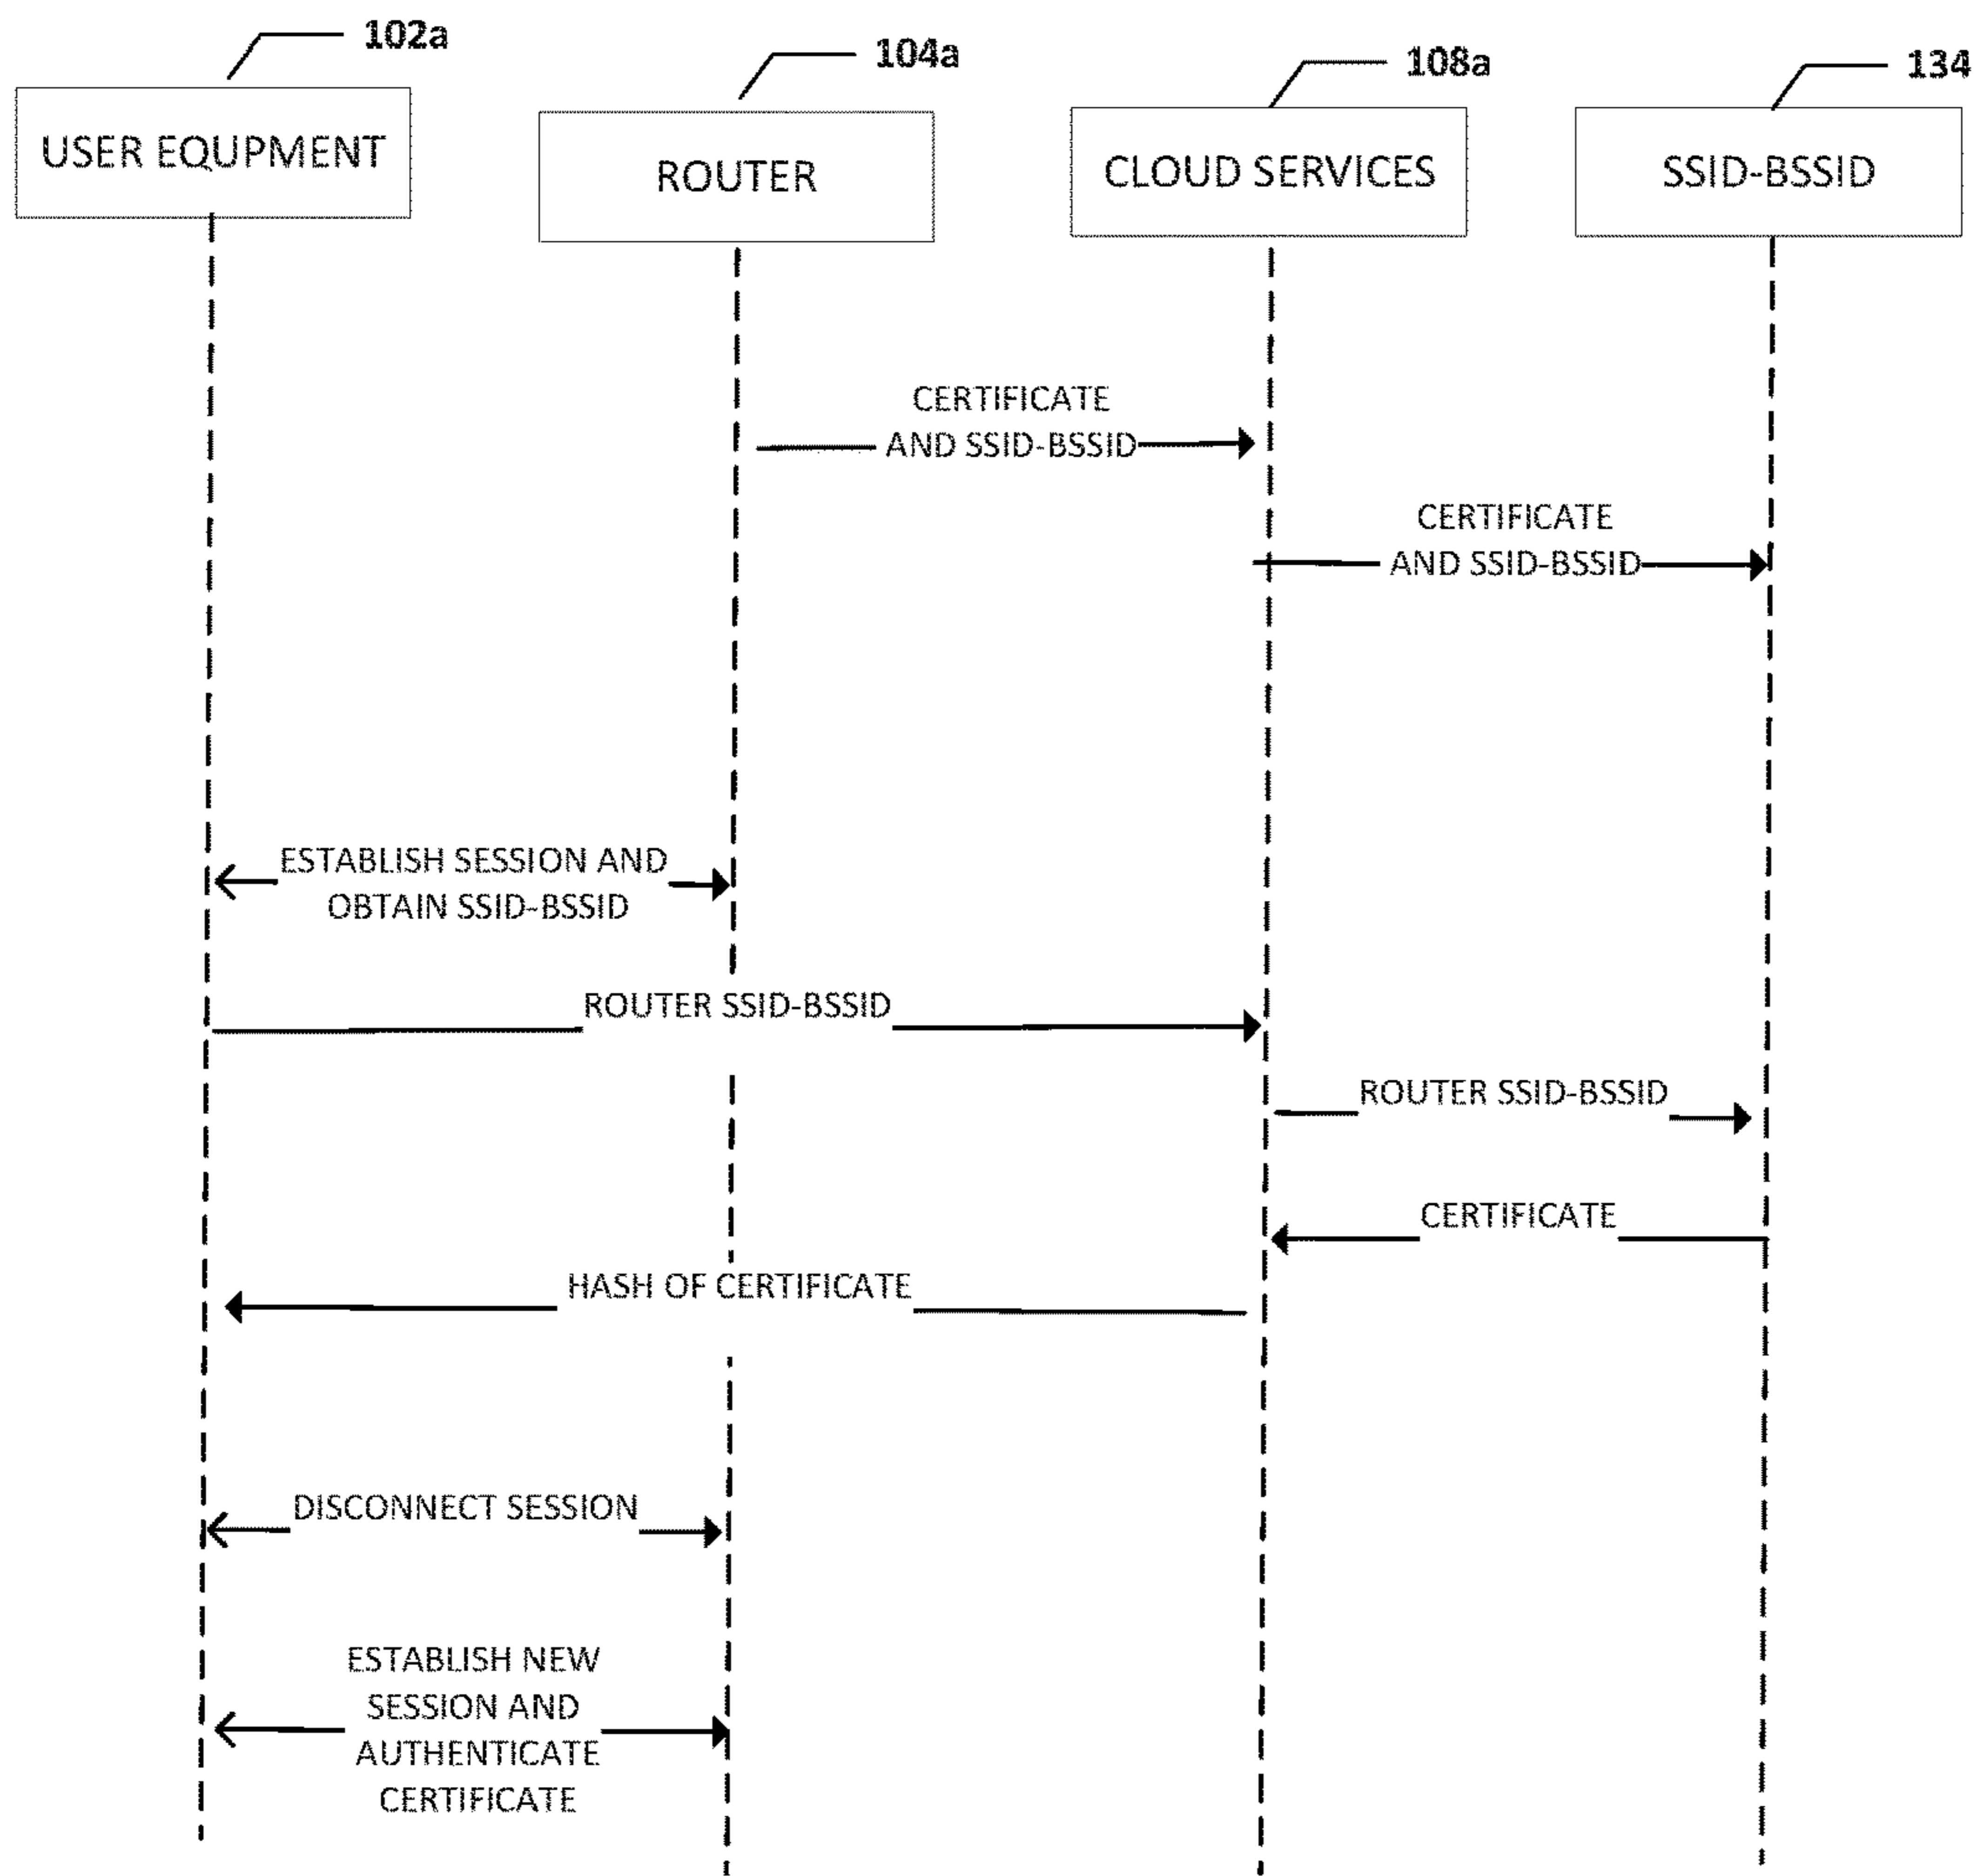 102a
104a
108a
134
USER EQUPMENT
ROUTER
CLOUD SERVICES
SSID-BSSID
CERTIFICATE
AND SSID-BSSID
CERTIFICATE
AND SSID-BSSID
ESTABLISH SESSION AND
OBTAIN SSID-BSSID
ROUTER SSID-BSSID
ROUTER SSID-BSSID
CERTIFICATE
HASH OF CERTIFICATE
DISCONNECT SESSION
ESTABLISH NEW
SESSION AND
AUTHENTICATE
CERTIFICATE